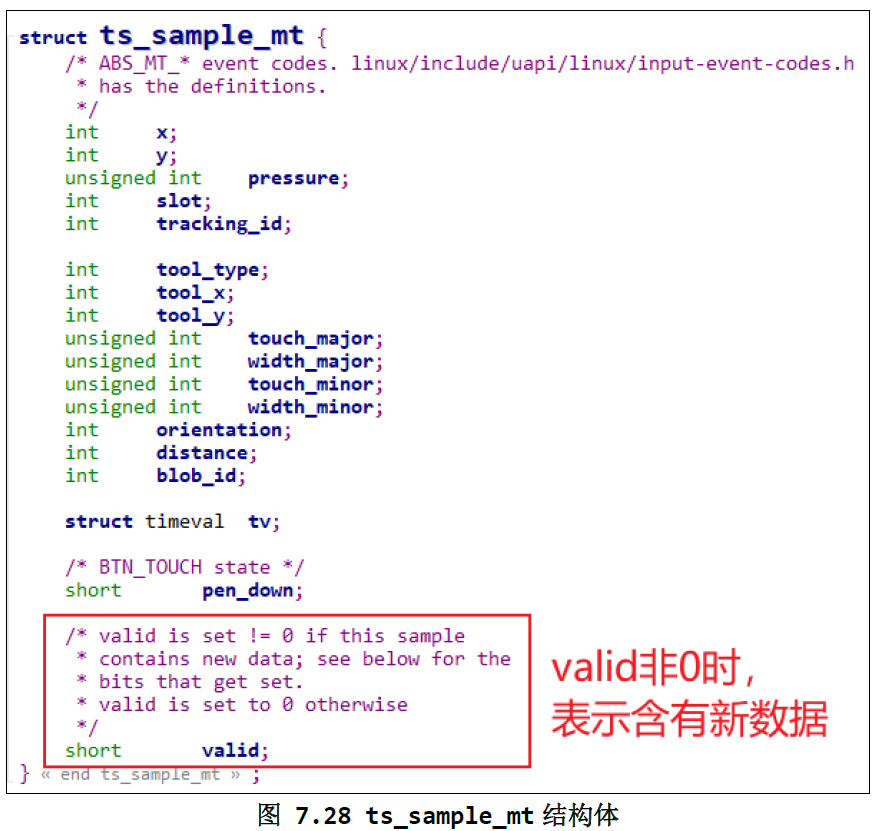 struct ts_sample_mt {
/* ABS_MT_* event codes. linux/include/uapi/linux/input-event-codes.h
* has the definitions.
*/
int x;
int y;
unsigned int pressure;
int slot;
int tracking_id;
int tool_type;
int tool_x;
int tool_y;
unsigned int touch_major;
unsigned int width_major;
unsigned int touch_minor;
unsigned int width_minor;
int orientation;
int distance;
int blob_id;
struct timeval tv;
/* BTN_TOUCH state */
short pen_down;
/* valid is set != 0 if this sample
* contains new data; see below for the
* bits that get set.
* valid is set to 0 otherwise
*/
short valid;
} « end ts_sample_mt » ;
valid非0时,
表示含有新数据
图 7.28 ts_sample_mt 结构体